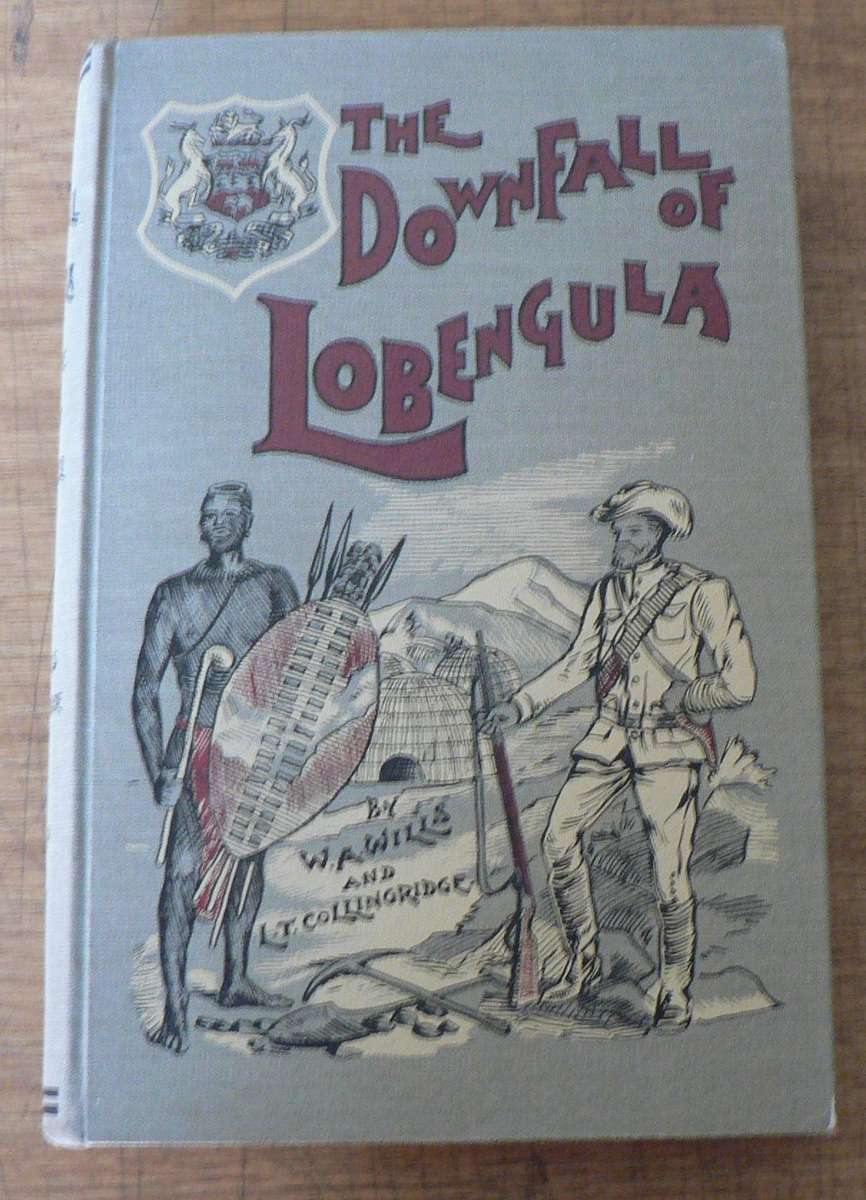 THE
DOWNFALL
OF
LOBENGULA
BY
W.A. WILLS
AND
L.T. COLLINGRIDGE.